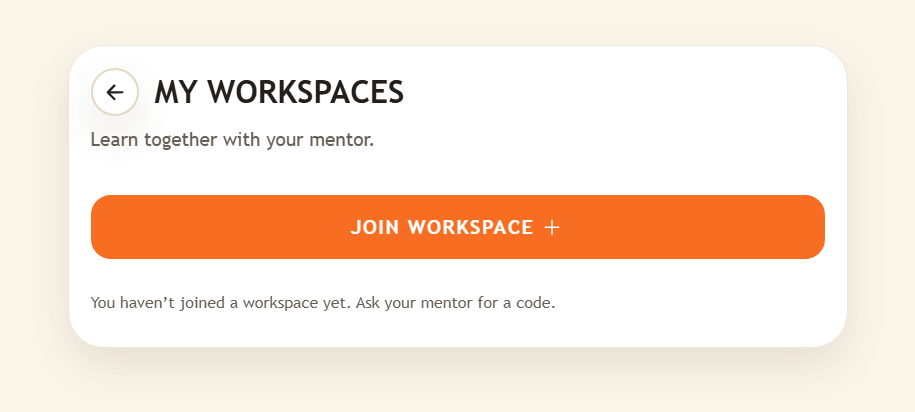 MY WORKSPACES
Learn together with your mentor.
JOIN WORKSPACE +
You haven’t joined a workspace yet. Ask your mentor for a code.